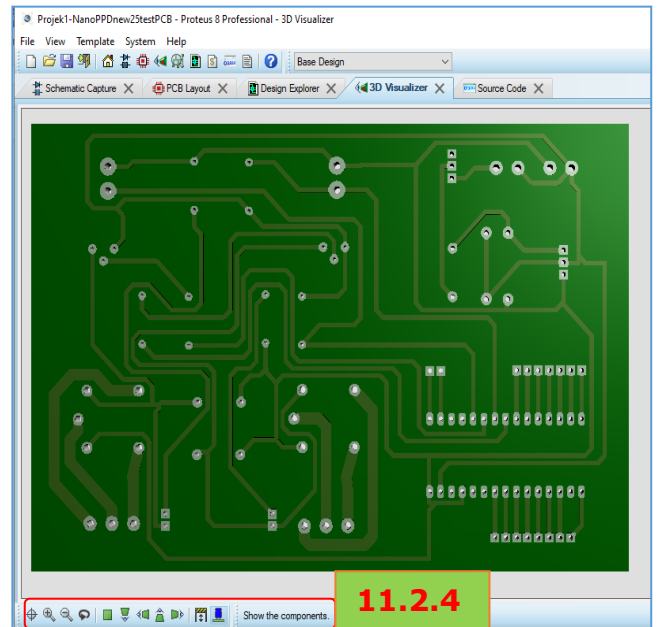 Projek1-NanoPPDnew25testPCB - Proteus 8 Professional - 3D Visualizer
File View Template System Help
Base Design
Schematic Capture PCB Layout Design Explorer 3D Visualizer Source Code
Show the components.
11.2.4